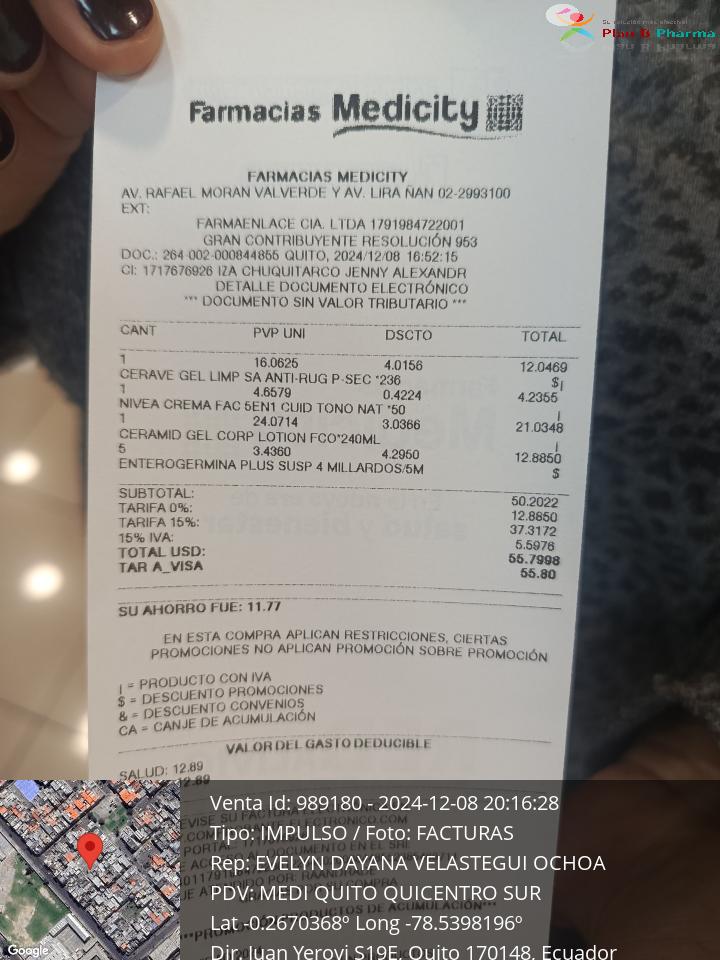 Su solución más efectiva!
Plan B Pharma
Farmacias Medicity
FARMACIAS MEDICITY
AV. RAFAEL MORAN VALVERDE Y AV. LIRA ÑAN 02-2993100
EXT:
FARMAENLACE CIA. LTDA 1791984722001
GRAN CONTRIBUYENTE RESOLUCIÓN 953
DOC.: 264-002-000844855 QUITO, 2024/12/08 16:52:15
CI: 1717676926 IZA CHUQUITARCO JENNY ALEXANDR
DETALLE DOCUMENTO ELECTRÓNICO
*** DOCUMENTO SIN VALOR TRIBUTARIO ***
CANT PVP UNI DSCTO TOTAL
1 16.0625 4.0156 12.0469
CERAVE GEL LIMP SA ANTI-RUG P-SEC *236 $|
1 4.6579 0.4224 4.2355
NIVEA CREMA FAC 5EN1 CUID TONO NAT *50 |
1 24.0714 3.0366 21.0348
CERAMID GEL CORP LOTION FCO*240ML |
5 3.4360 4.2950 12.8850
ENTEROGERMINA PLUS SUSP 4 MILLARDOS/5M $
SUBTOTAL: 50.2022
TARIFA 0%: 12.8850
TARIFA 15%: 37.3172
15% IVA: 5.5976
TOTAL USD: 55.7998
TAR A_VISA 55.80
SU AHORRO FUE: 11.77
EN ESTA COMPRA APLICAN RESTRICCIONES, CIERTAS
PROMOCIONES NO APLICAN PROMOCIÓN SOBRE PROMOCIÓN
| = PRODUCTO CON IVA
$ = DESCUENTO PROMOCIONES
& = DESCUENTO CONVENIOS
CA = CANJE DE ACUMULACIÓN
VALOR DEL GASTO DEDUCIBLE
SALUD: 12.89
12.89
Venta Id: 989180 - 2024-12-08 20:16:28
Tipo: IMPULSO / Foto: FACTURAS
Rep: EVELYN DAYANA VELASTEGUI OCHOA
PDV: MEDI QUITO QUICENTRO SUR
Lat -0.2670368º Long -78.5398196º
Dir: Juan Yerovi S19E, Quito 170148, Ecuador
Google